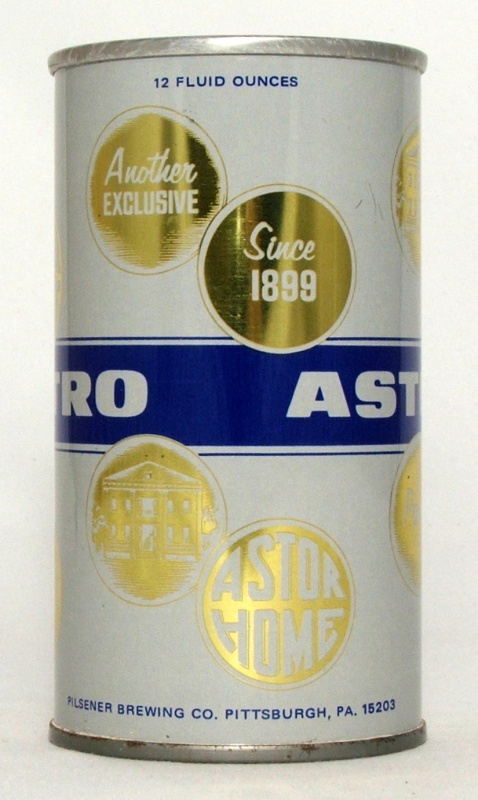 12 FLUID OUNCES
Another
EXCLUSIVE
Since
1899
TRO AST
ASTOR
HOME
PILSENER BREWING CO. PITTSBURGH, PA. 15203